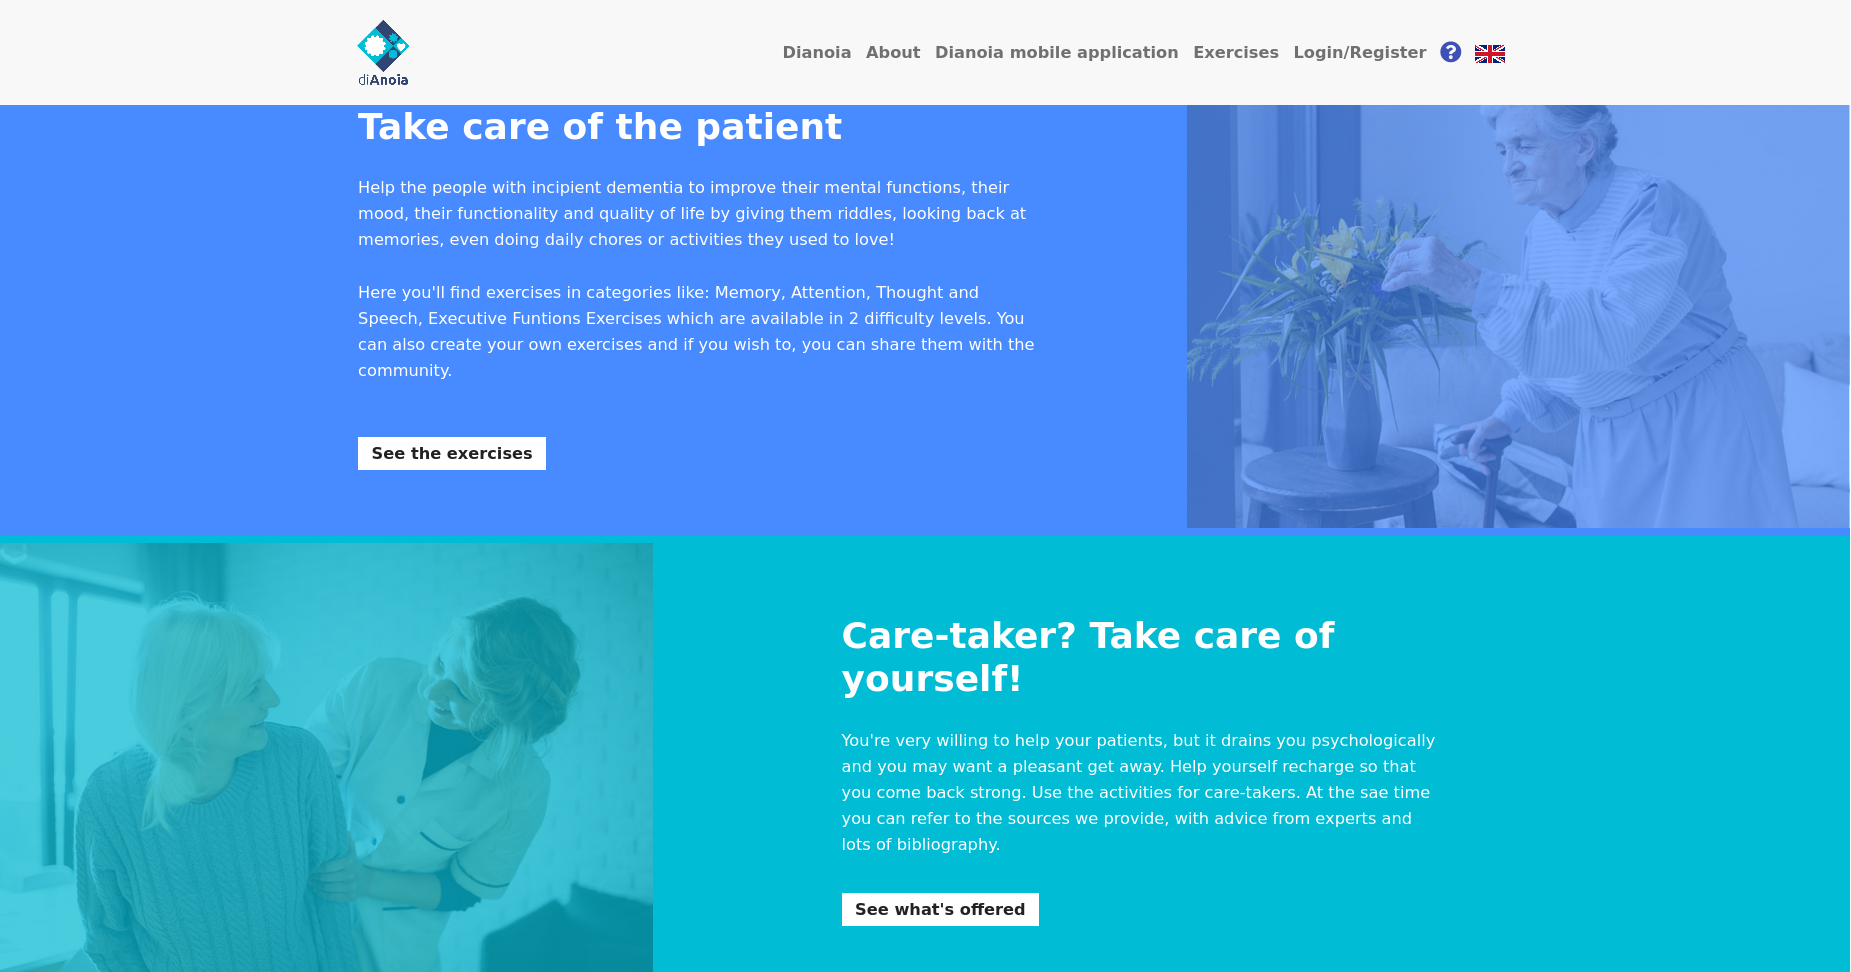 diAnoia
Dianoia About Dianoia mobile application Exercises Login/Register ?
Take care of the patient
Help the people with incipient dementia to improve their mental functions, their
mood, their functionality and quality of life by giving them riddles, looking back at
memories, even doing daily chores or activities they used to love!
Here you'll find exercises in categories like: Memory, Attention, Thought and
Speech, Executive Funtions Exercises which are available in 2 difficulty levels. You
can also create your own exercises and if you wish to, you can share them with the
community.
See the exercises
Care-taker? Take care of
yourself!
You're very willing to help your patients, but it drains you psychologically
and you may want a pleasant get away. Help yourself recharge so that
you come back strong. Use the activities for care-takers. At the sae time
you can refer to the sources we provide, with advice from experts and
lots of bibliography.
See what's offered